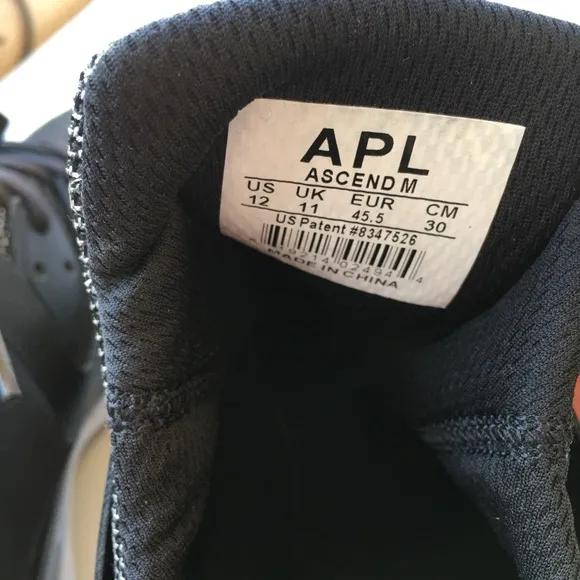 APL
ASCEND M
US UK EUR CM
12 11 45.5 30
US Patent #8347526
MADE IN CHINA